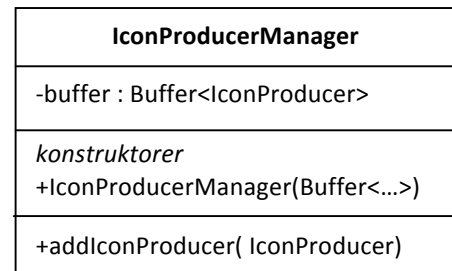 IconProducerManager
-buffer : Buffer<IconProducer>
konstruktorer
+IconProducerManager(Buffer<...>)
+addIconProducer( IconProducer)